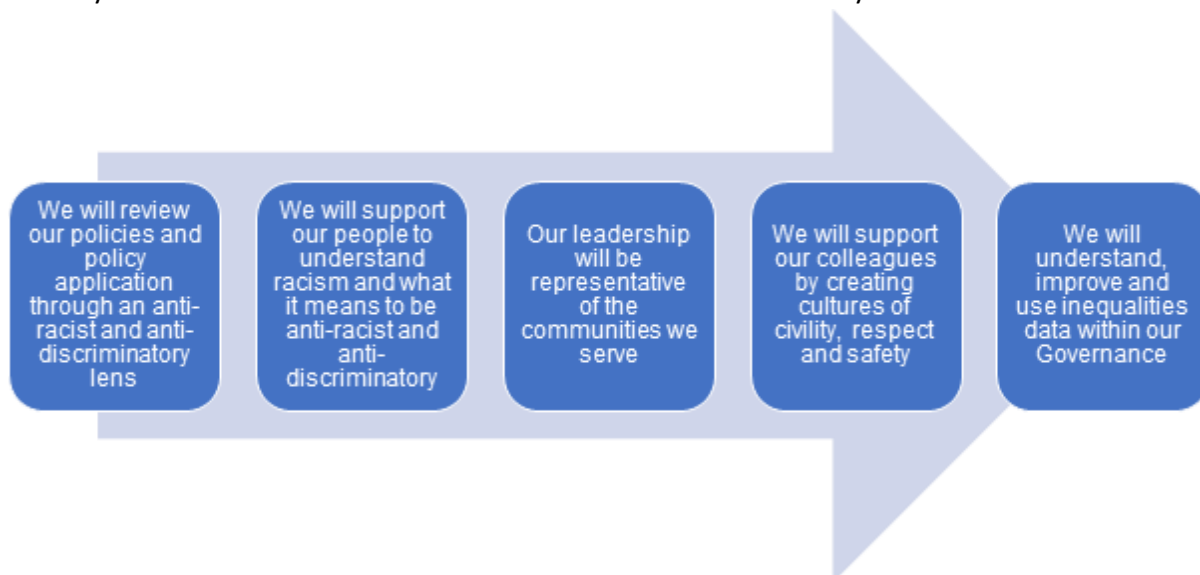 We will review
our policies and
policy
application
through an anti-
racist and anti-
discriminatory
lens
We will support
our people to
understand
racism and what
it means to be
anti-racist and
anti-
discriminatory
Our leadership
will be
representative
of the
communities we
serve
We will support
our colleagues
by creating
cultures of
civility, respect
and safety
We will
understand,
improve and
use inequalities
data within our
Governance